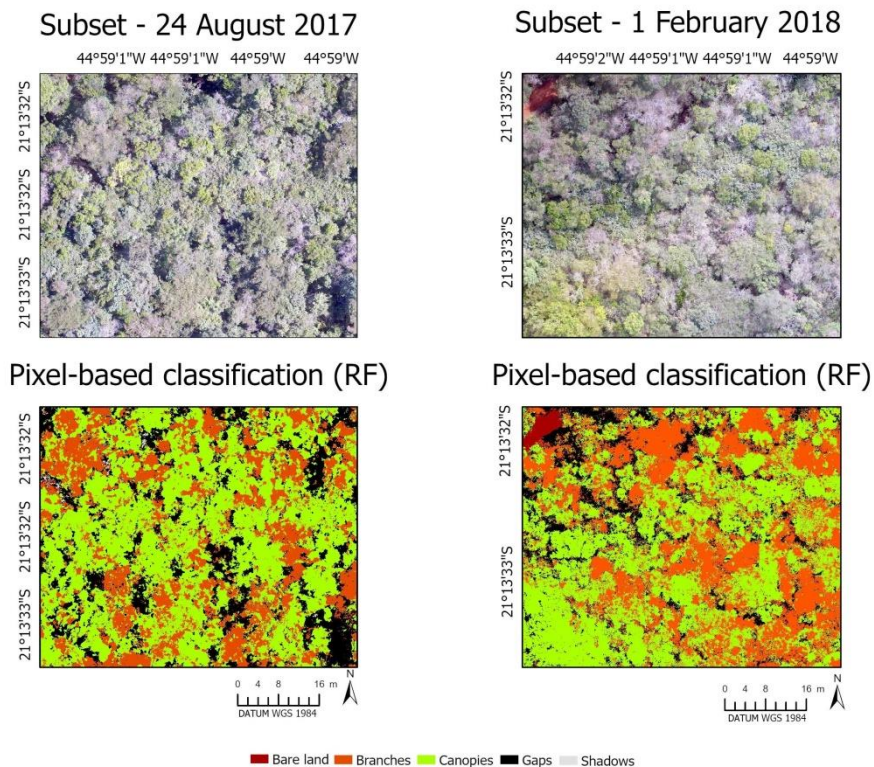 Subset - 24 August 2017
44°59'1"W 44°59'1"W 44°59'W 44°59'W
21°13'32"S
21°13'32"S
21°13'33"S
Subset - 1 February 2018
44°59'2"W 44°59'1"W 44°59'1"W 44°59'W
21°13'32"S
21°13'33"S
Pixel-based classification (RF)
21°13'32"S
21°13'32"S
21°13'33"S
0 4 8 16 m
DATUM WGS 1984
N
Pixel-based classification (RF)
21°13'32"S
21°13'33"S
0 4 8 16 m
DATUM WGS 1984
N
Bare land Branches Canopies Gaps Shadows